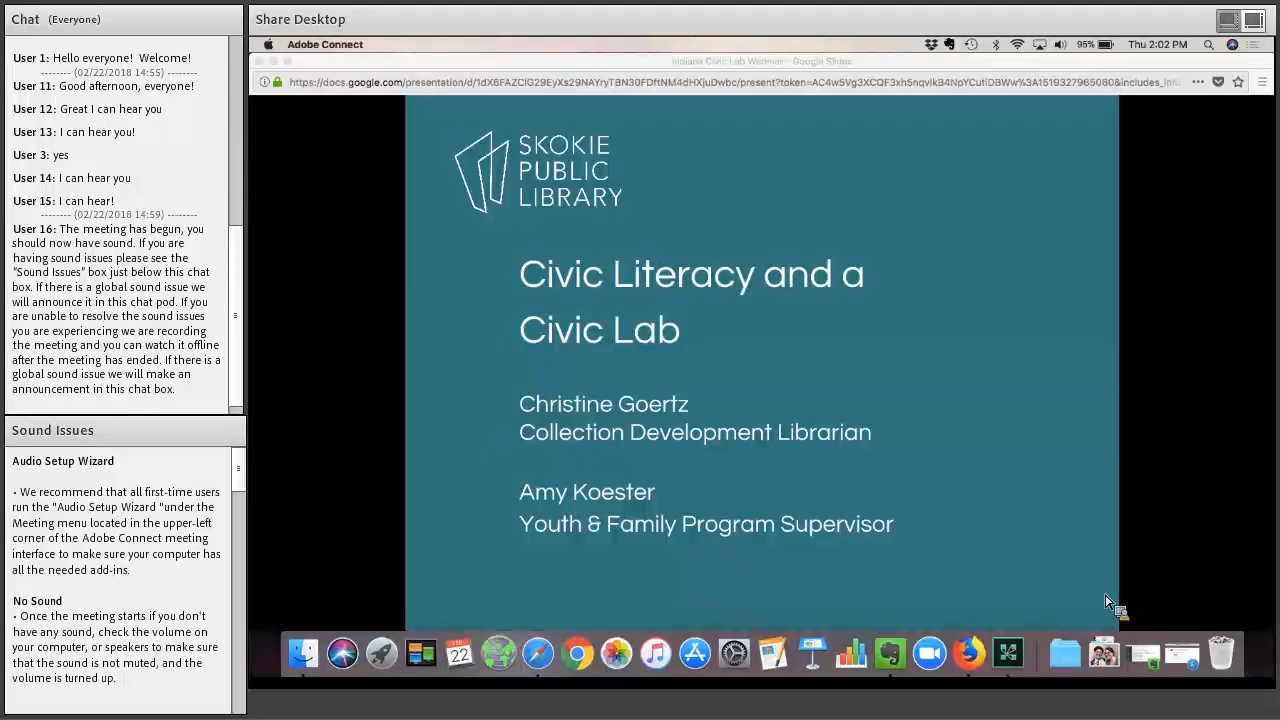 Chat (Everyone)
User 1: Hello everyone! Welcome!
-------- (02/22/2018 14:55) --------
User 11: Good afternoon, everyone!
User 12: Great I can hear you
User 13: I can hear you!
User 3: yes
User 14: I can hear you
User 15: I can hear!
-------- (02/22/2018 14:59) --------
User 16: The meeting has begun, you
should now have sound. If you are
having sound issues please see the
"Sound Issues" box just below this chat
box. If there is a global sound issue we
will announce it in this chat pod. If you
are unable to resolve the sound issues
you are experiencing we are recording
the meeting and you can watch it offline
after the meeting has ended. If there is a
global sound issue we will make an
announcement in this chat box.
Sound Issues
Audio Setup Wizard
• We recommend that all first-time users
run the "Audio Setup Wizard "under the
Meeting menu located in the upper-left
corner of the Adobe Connect meeting
interface to make sure your computer has
all the needed add-ins.
No Sound
• Once the meeting starts if you don't
have any sound, check the volume on
your computer, or speakers to make sure
that the sound is not muted, and the
volume is turned up.
Share Desktop
Adobe Connect
95%
Thu 2:02 PM
Indiana Civic Lab Webinar - Google Slides
SKOKIE
PUBLIC
LIBRARY
Civic Literacy and a
Civic Lab
Christine Goertz
Collection Development Librarian
Amy Koester
Youth & Family Program Supervisor
FEB
22